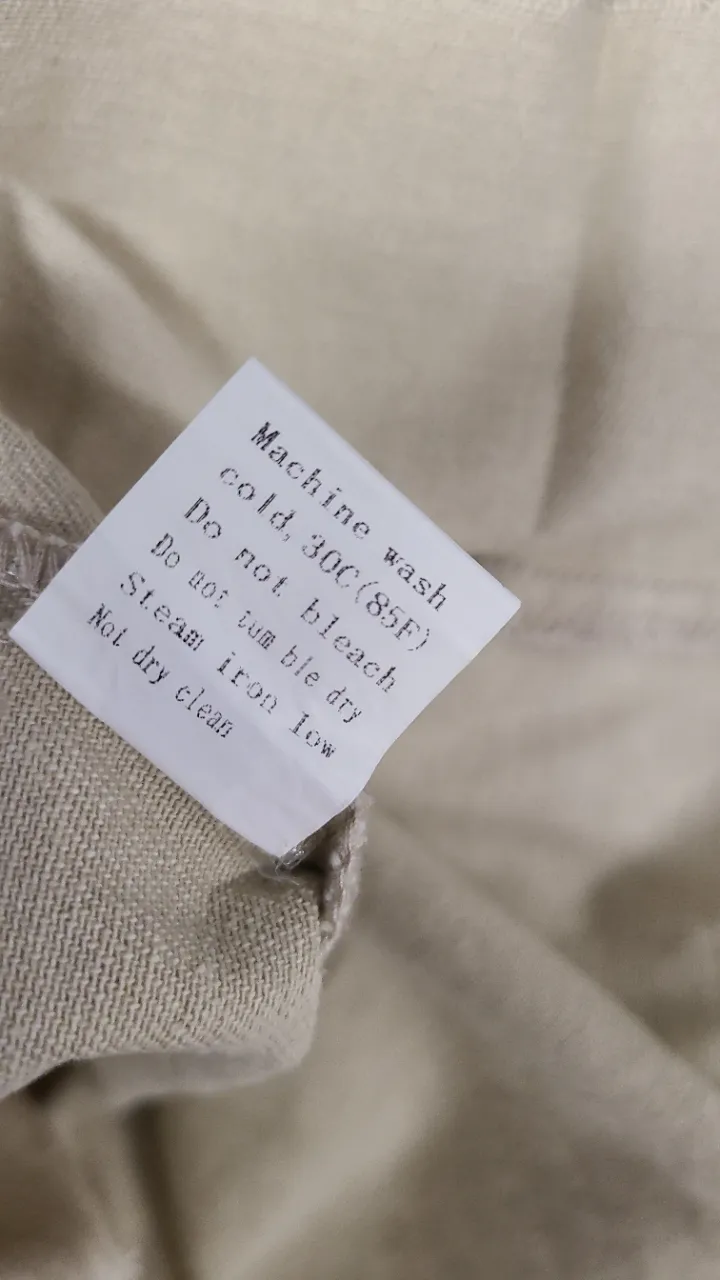 Machine wash
cold, 30C(85F)
Do not bleach
Do not tum ble dry
Steam iron low
Not dry clean